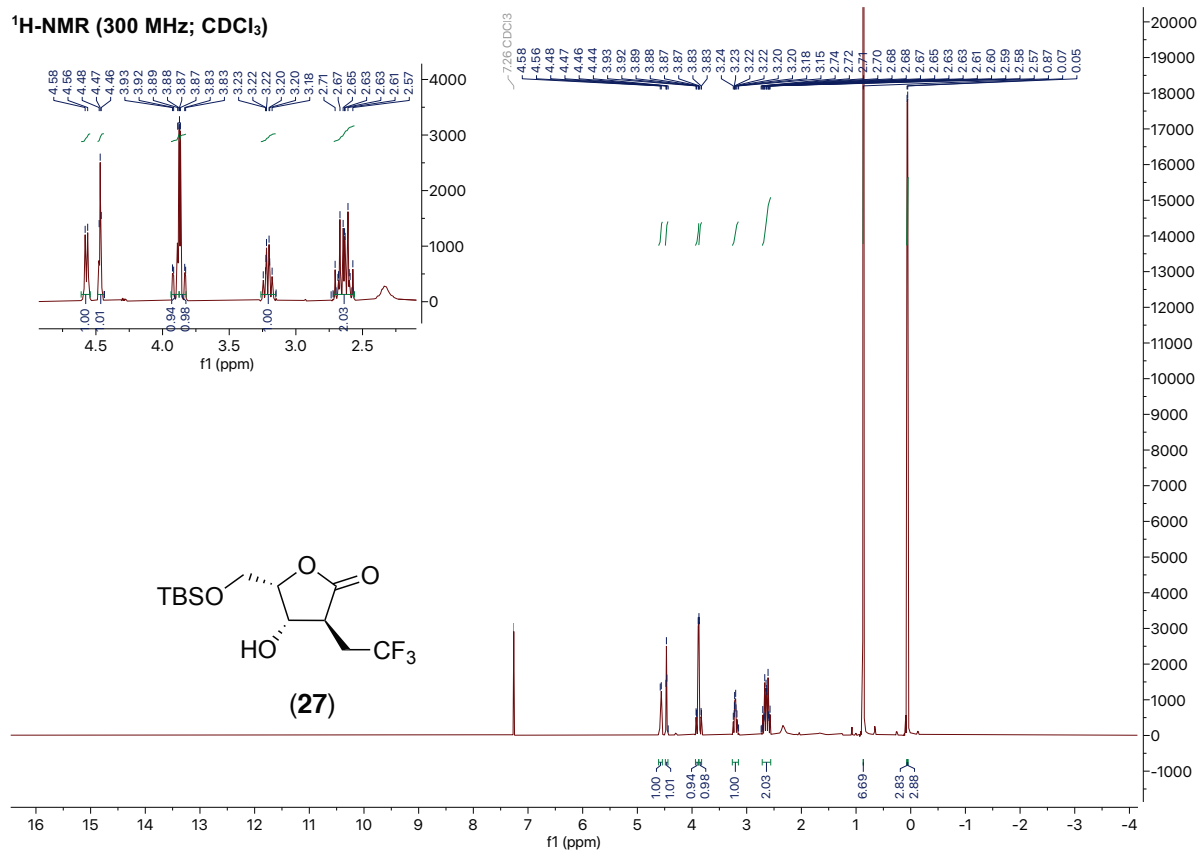 ¹H-NMR (300 MHz; CDCl₃)
4.58 4.56 4.48 4.47 4.46 3.93 3.92 3.89 3.88 3.87 3.87 3.83 3.83 3.23 3.22 3.22 3.20 3.20 3.18 2.71 2.67 2.65 2.63 2.63 2.61 2.57
4000
3000
2000
1000
0
1.00 1.01 0.94 0.98 1.00 2.03
4.5 4.0 3.5 3.0 2.5
f1 (ppm)
7.26 CDCl3
4.58 4.56 4.48 4.47 4.46 4.44 3.93 3.92 3.89 3.88 3.87 3.87 3.83 3.83 3.24 3.23 3.22 3.22 3.20 3.20 3.18 3.15 2.74 2.72 2.71 2.70 2.68 2.68 2.67 2.65 2.63 2.63 2.61 2.60 2.59 2.58 2.57 0.87 0.07 0.05
20000
19000
18000
17000
16000
15000
14000
13000
12000
11000
10000
9000
8000
7000
6000
5000
4000
3000
2000
1000
0
-1000
O
O
TBSO
HO
CF₃
(27)
1.00 1.01 0.94 0.98 1.00 2.03 6.69 2.83 2.88
16 15 14 13 12 11 10 9 8 7 6 5 4 3 2 1 0 -1 -2 -3 -4
f1 (ppm)